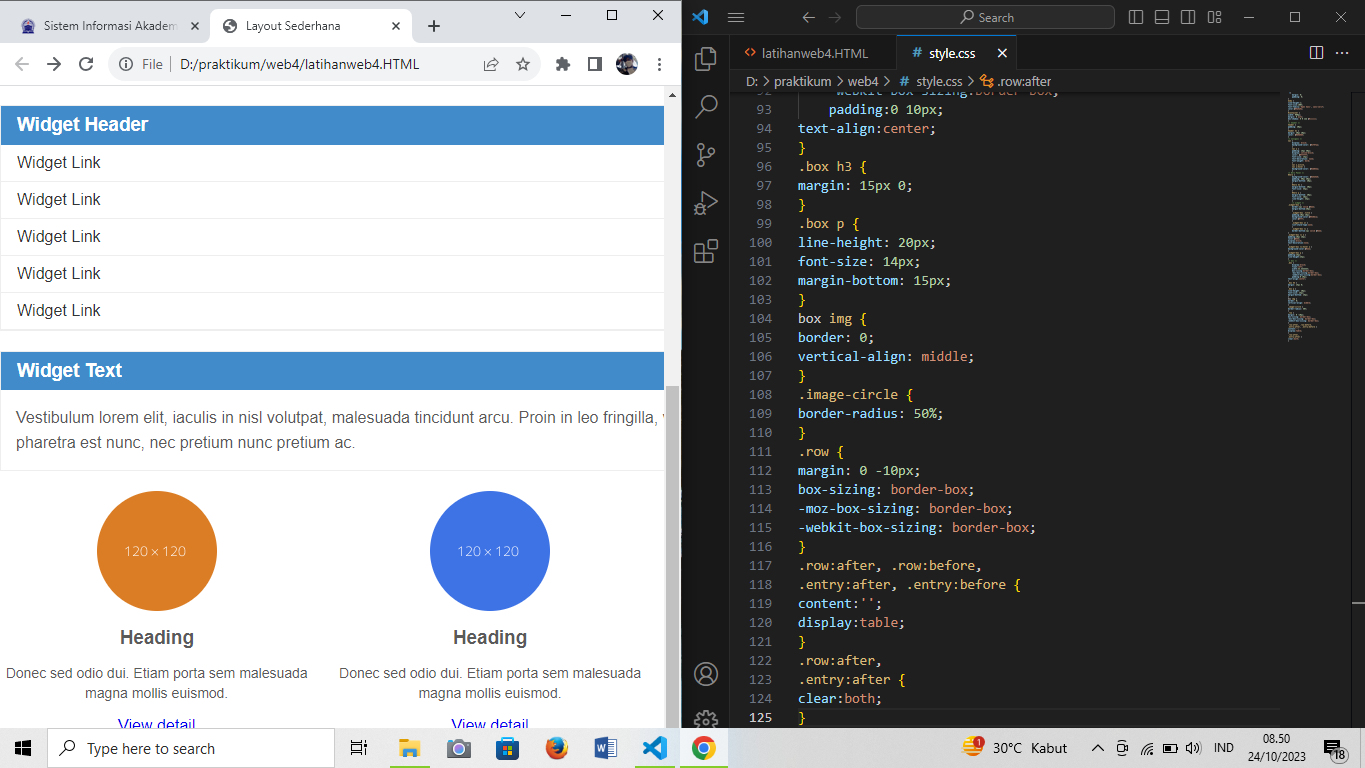 Sistem Informasi Akadem
Layout Sederhana
File
D:/praktikum/web4/latihanweb4.HTML
Widget Header
Widget Link
Widget Link
Widget Link
Widget Link
Widget Link
Widget Text
Vestibulum lorem elit, iaculis in nisl volutpat, malesuada tincidunt arcu. Proin in leo fringilla,
pharetra est nunc, nec pretium nunc pretium ac.
120 × 120
120 × 120
Heading
Heading
Donec sed odio dui. Etiam porta sem malesuada
magna mollis euismod.
Donec sed odio dui. Etiam porta sem malesuada
magna mollis euismod.
View detail
View detail
Search
latihanweb4.HTML
# style.css
D: > praktikum > web4 > # style.css > .row:after
92 webkit-box-sizing:border-box;
93 padding:0 10px;
94 text-align:center;
95 }
96 .box h3 {
97 margin: 15px 0;
98 }
99 .box p {
100 line-height: 20px;
101 font-size: 14px;
102 margin-bottom: 15px;
103 }
104 box img {
105 border: 0;
106 vertical-align: middle;
107 }
108 .image-circle {
109 border-radius: 50%;
110 }
111 .row {
112 margin: 0 -10px;
113 box-sizing: border-box;
114 -moz-box-sizing: border-box;
115 -webkit-box-sizing: border-box;
116 }
117 .row:after, .row:before,
118 .entry:after, .entry:before {
119 content:'';
120 display:table;
121 }
122 .row:after,
123 .entry:after {
124 clear:both;
125 }
Type here to search
1
30°C Kabut
IND
08.50
24/10/2023
18